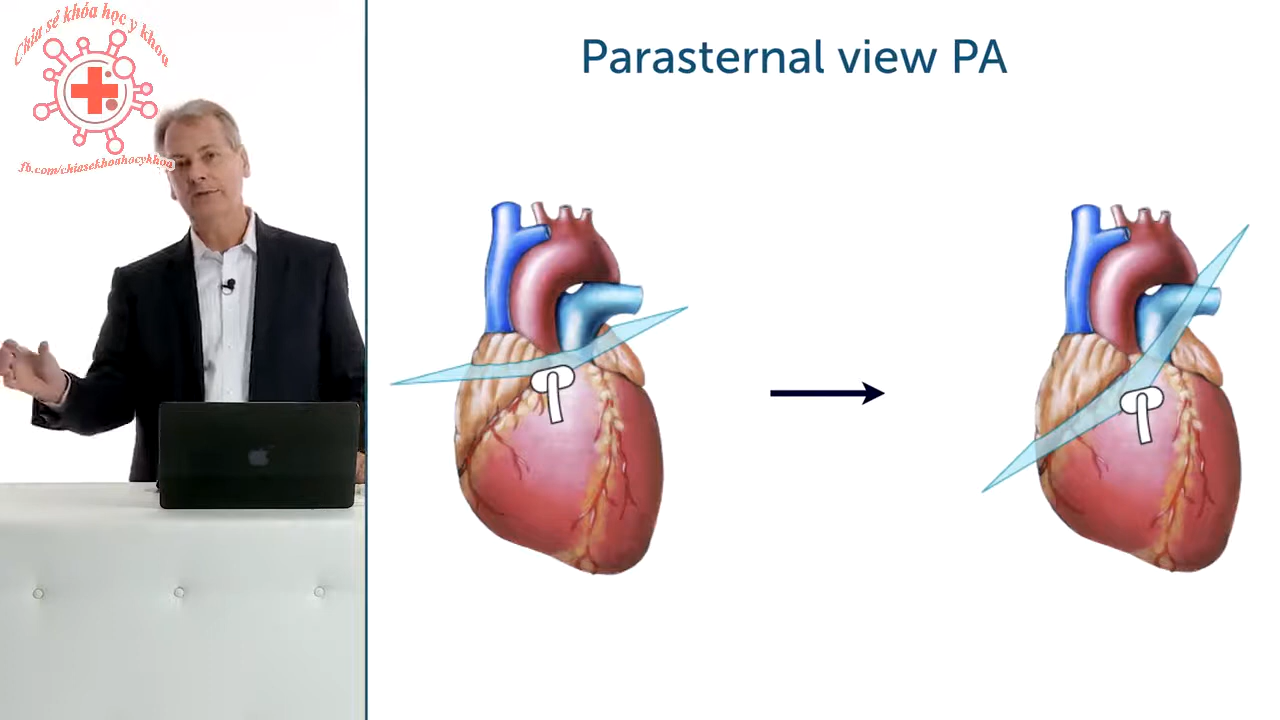 Chia sẻ khóa học y khoa
fb.com/chiasekhoahocykhoa
Parasternal view PA